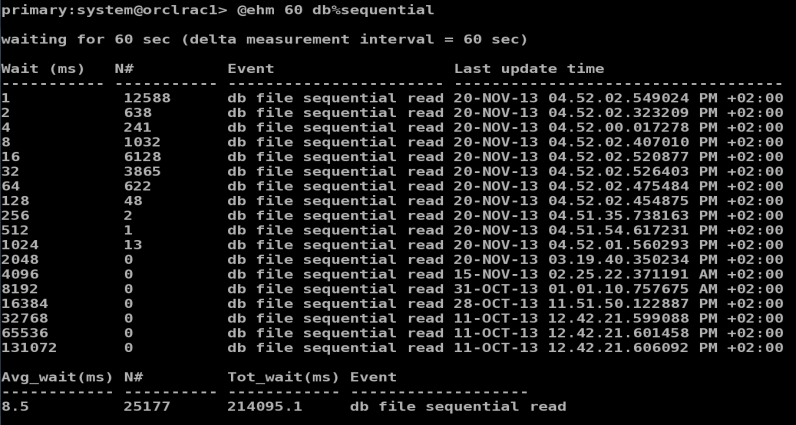 primary:system@orclrac1> @ehm 60 db%sequential
waiting for 60 sec (delta measurement interval = 60 sec)
Wait (ms)   N#          Event                   Last update time
----------- ----------- ----------------------- -----------------------------------
1           12588       db file sequential read 20-NOV-13 04.52.02.549024 PM +02:00
2           638         db file sequential read 20-NOV-13 04.52.02.323209 PM +02:00
4           241         db file sequential read 20-NOV-13 04.52.00.017278 PM +02:00
8           1032        db file sequential read 20-NOV-13 04.52.02.407010 PM +02:00
16          6128        db file sequential read 20-NOV-13 04.52.02.520877 PM +02:00
32          3865        db file sequential read 20-NOV-13 04.52.02.526403 PM +02:00
64          622         db file sequential read 20-NOV-13 04.52.02.475484 PM +02:00
128         48          db file sequential read 20-NOV-13 04.52.02.454875 PM +02:00
256         2           db file sequential read 20-NOV-13 04.51.35.738163 PM +02:00
512         1           db file sequential read 20-NOV-13 04.51.54.617231 PM +02:00
1024        13          db file sequential read 20-NOV-13 04.52.01.560293 PM +02:00
2048        0           db file sequential read 20-NOV-13 03.19.40.350234 PM +02:00
4096        0           db file sequential read 15-NOV-13 02.25.22.371191 AM +02:00
8192        0           db file sequential read 31-OCT-13 01.01.10.757675 AM +02:00
16384       0           db file sequential read 28-OCT-13 11.51.50.122887 PM +02:00
32768       0           db file sequential read 11-OCT-13 12.42.21.599088 PM +02:00
65536       0           db file sequential read 11-OCT-13 12.42.21.601458 PM +02:00
131072      0           db file sequential read 11-OCT-13 12.42.21.606092 PM +02:00
Avg_wait(ms) N#         Tot_wait(ms) Event
------------ ---------- ------------ -------------------
8.5          25177      214095.1     db file sequential read